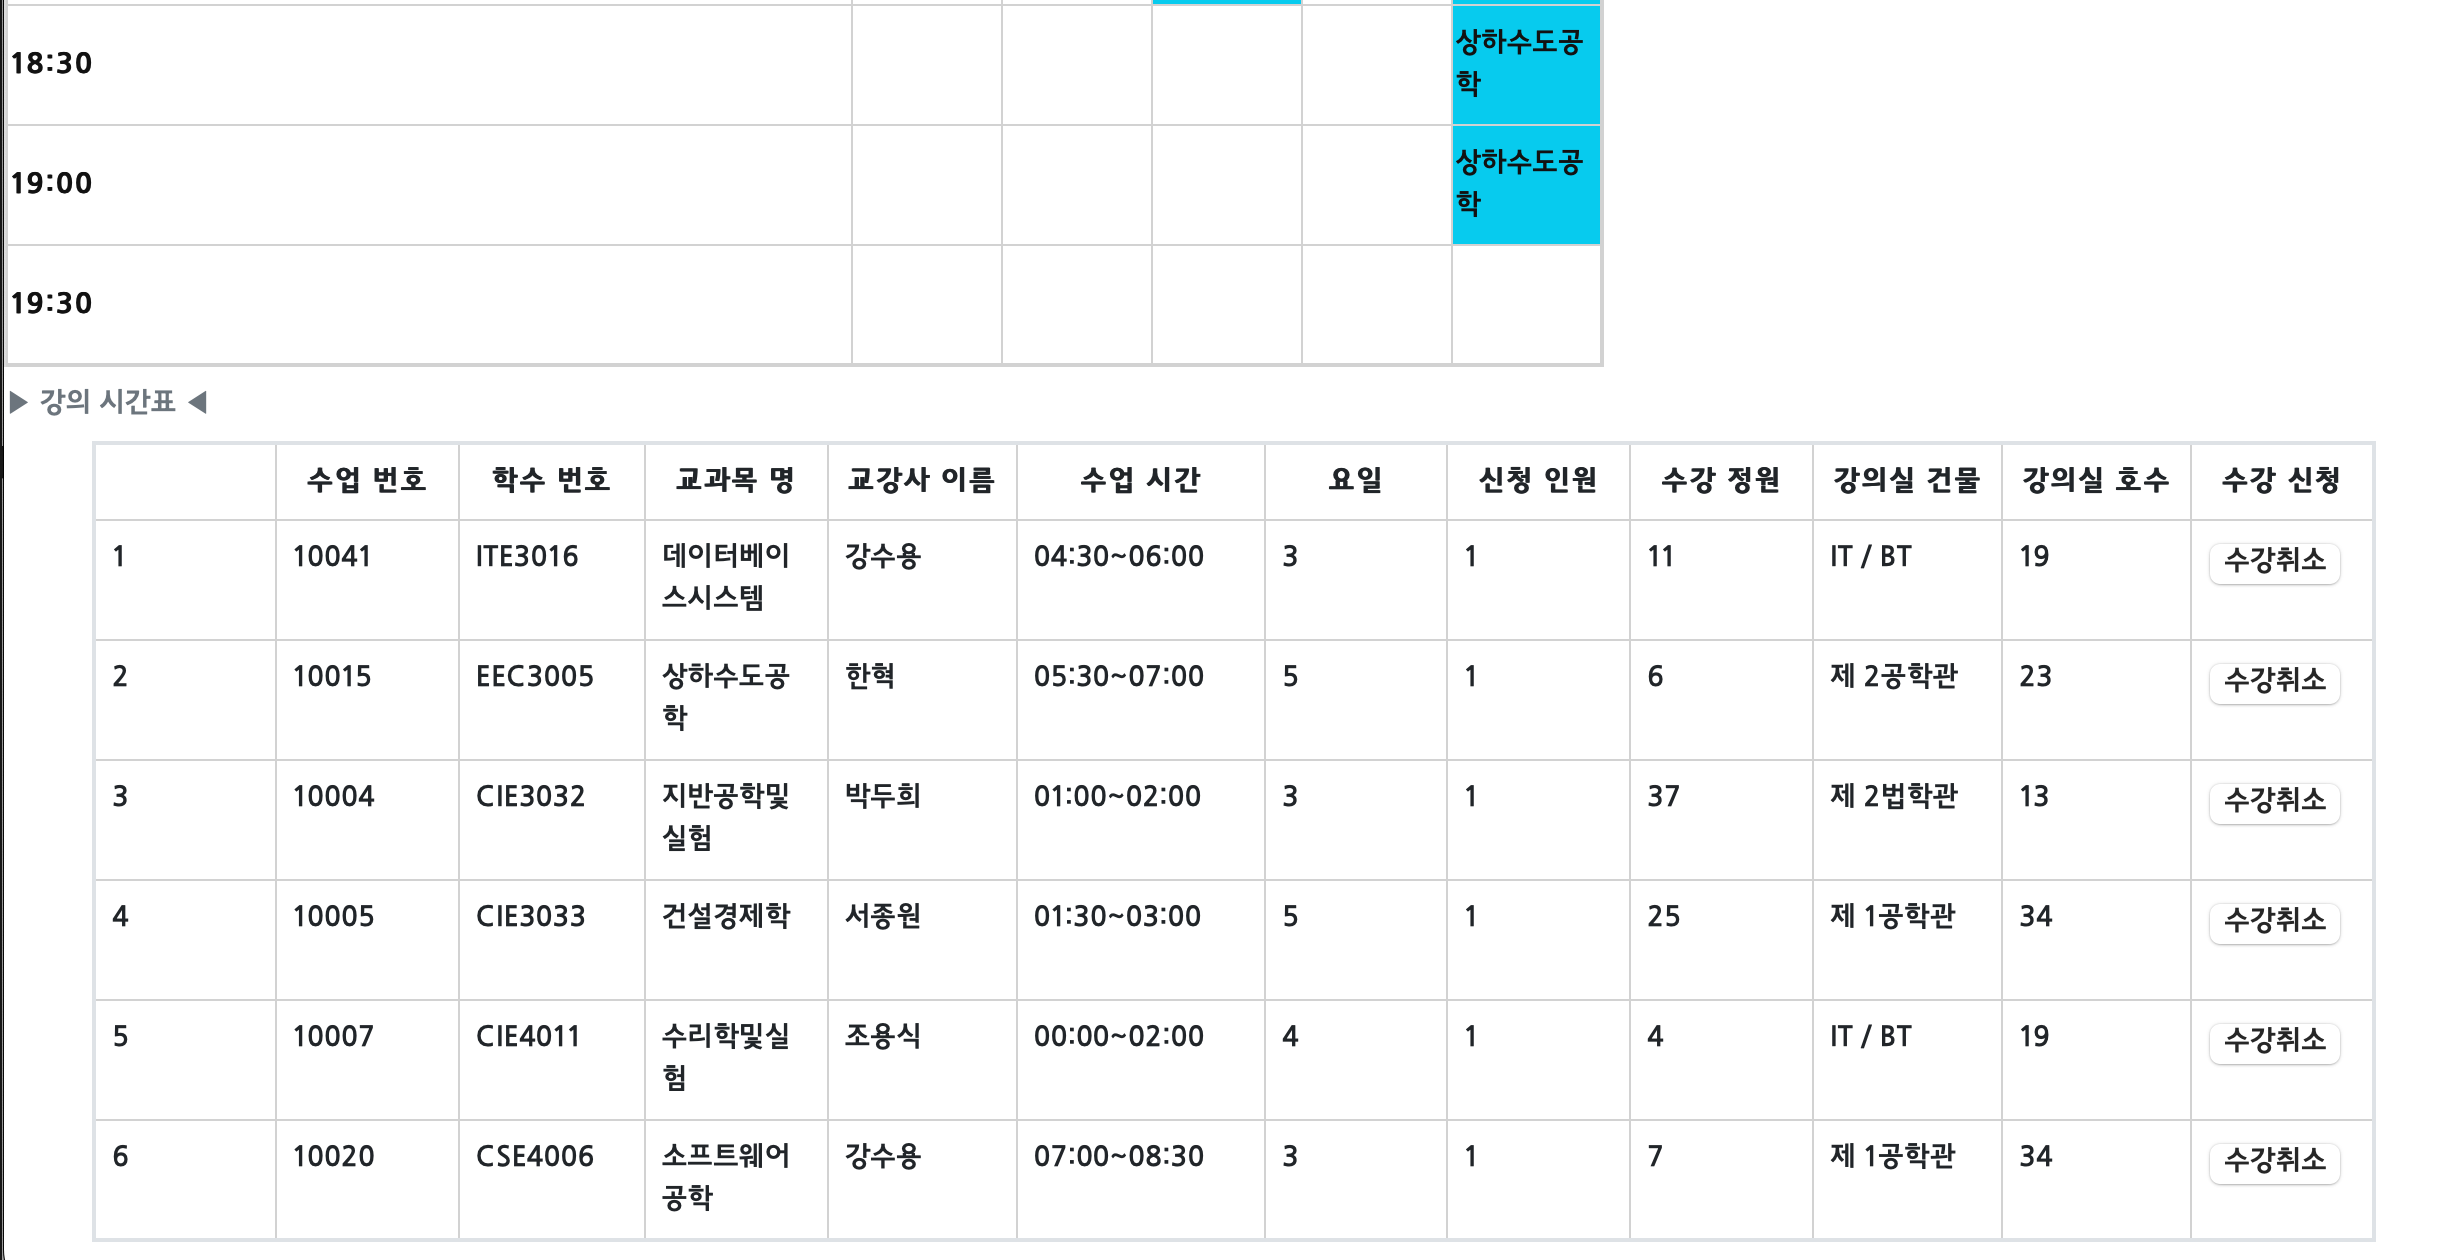 18:30
상하수도공
학
19:00
상하수도공
학
19:30
▶ 강의 시간표 ◀
수업 번호 학수 번호 교과목 명 교강사 이름 수업 시간 요일 신청 인원 수강 정원 강의실 건물 강의실 호수 수강 신청
1 10041 ITE3016 데이터베이 강수용 04:30~06:00 3 1 11 IT / BT 19 수강취소
스시스템
2 10015 EEC3005 상하수도공 한혁 05:30~07:00 5 1 6 제 2공학관 23 수강취소
학
3 10004 CIE3032 지반공학및 박두희 01:00~02:00 3 1 37 제 2법학관 13 수강취소
실험
4 10005 CIE3033 건설경제학 서종원 01:30~03:00 5 1 25 제 1공학관 34 수강취소
5 10007 CIE4011 수리학및실 조용식 00:00~02:00 4 1 4 IT / BT 19 수강취소
험
6 10020 CSE4006 소프트웨어 강수용 07:00~08:30 3 1 7 제 1공학관 34 수강취소
공학